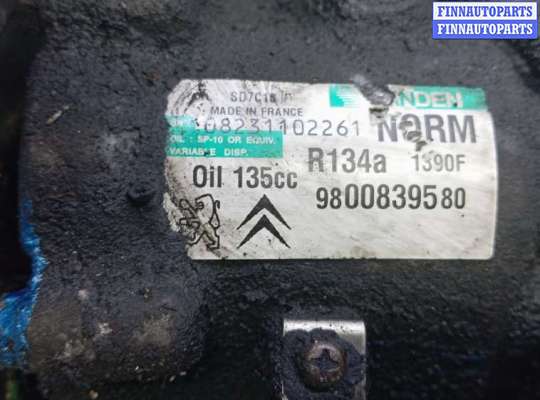 FINNAUTOPARTS
FINNAUTOPARTS
MADE IN FRANCE
08231102261
NORM
OIL : SP-10 OR EQUIV.
VARIABLE DISP.
R134a
1390F
Oil 135cc
9800839580